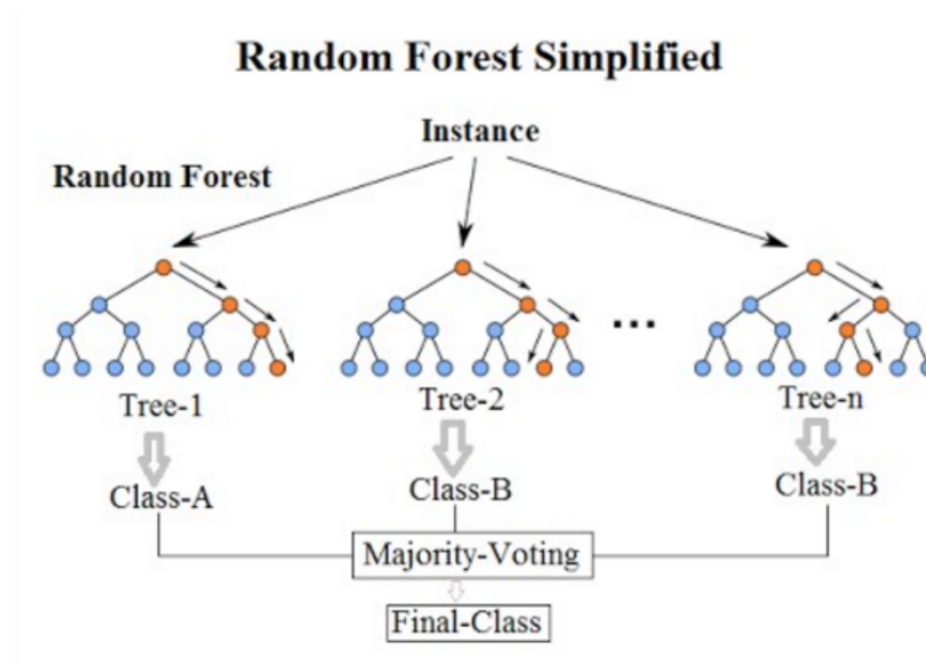 Random Forest Simplified
Instance
Random Forest
...
Tree-1
Tree-2
Tree-n
Class-A
Class-B
Class-B
Majority-Voting
Final-Class